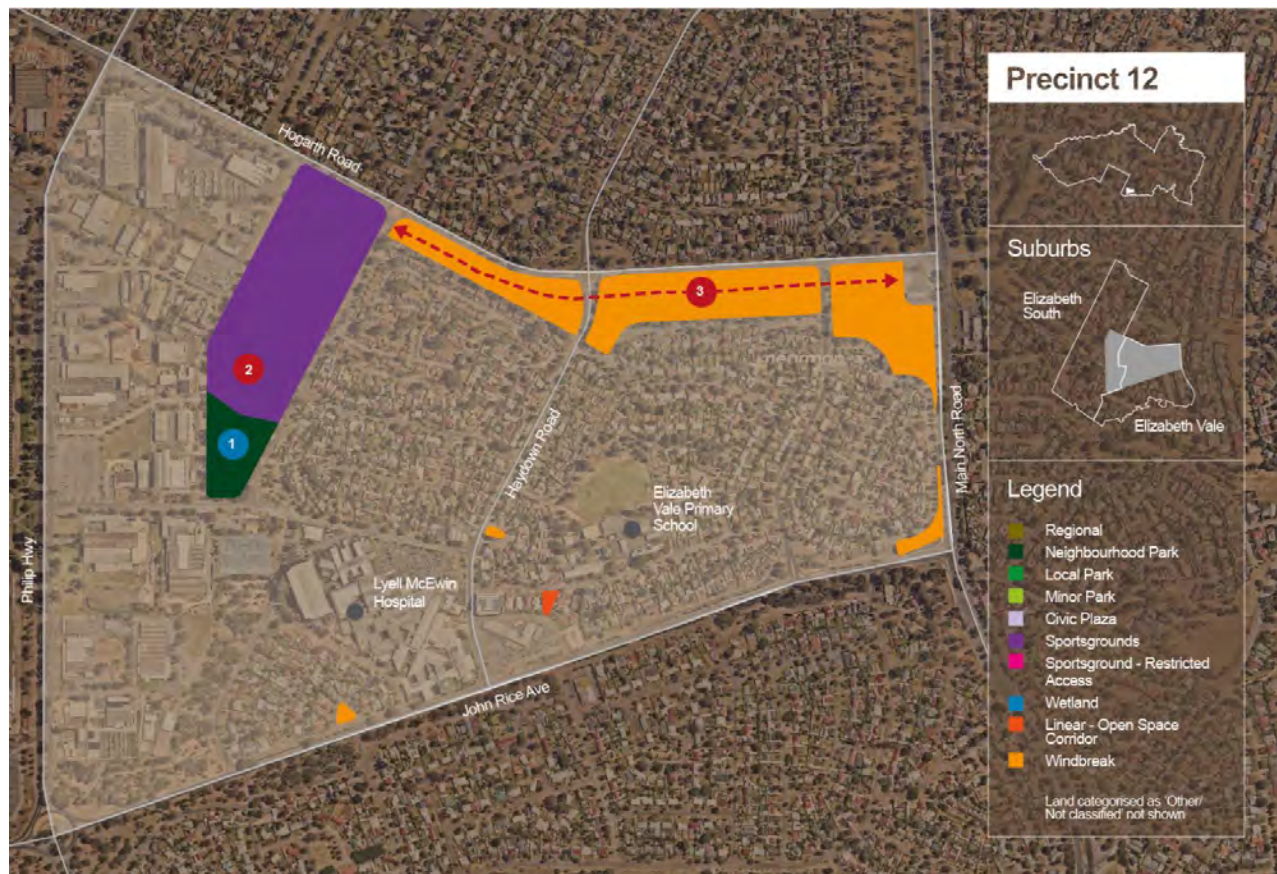 Precinct 12
Suburbs
Elizabeth
South
Elizabeth Vale
Legend
Regional
Neighbourhood Park
Local Park
Minor Park
Civic Plaza
Sportsgrounds
Sportsground - Restricted
Access
Wetland
Linear - Open Space
Corridor
Windbreak
Land categorised as 'Other/
Not classified' not shown
Hogarth Road
3
2
1
Haydown Road
Main North Road
Elizabeth
Vale Primary
School
Lyell McEwin
Hospital
Philip Hwy
John Rice Ave